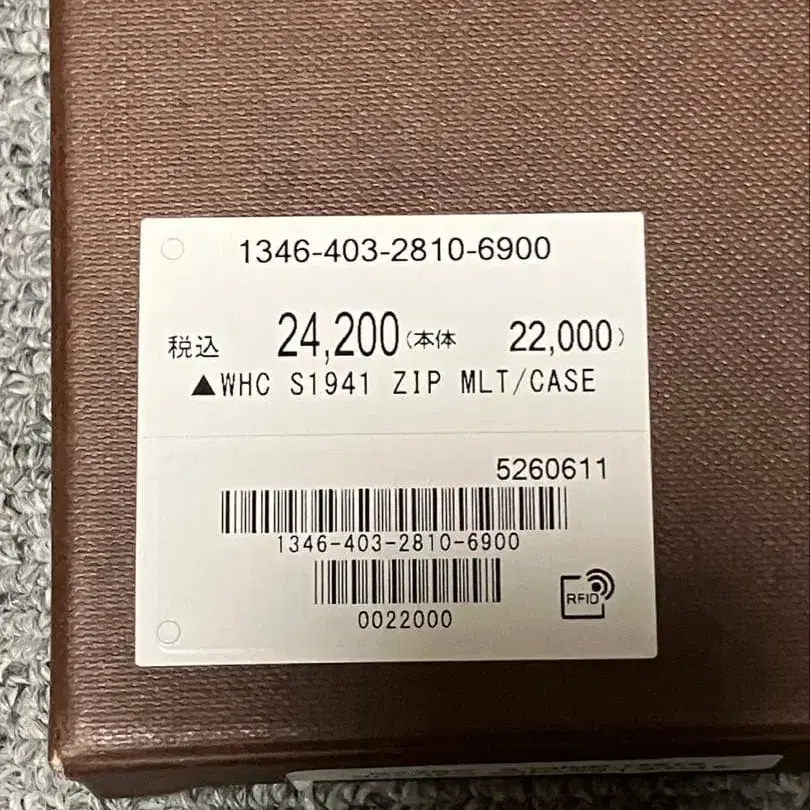 1346-403-2810-6900
税込 24,200(本体 22,000)
▲WHC S1941 ZIP MLT/CASE
5260611
1346-403-2810-6900
RFID
0022000